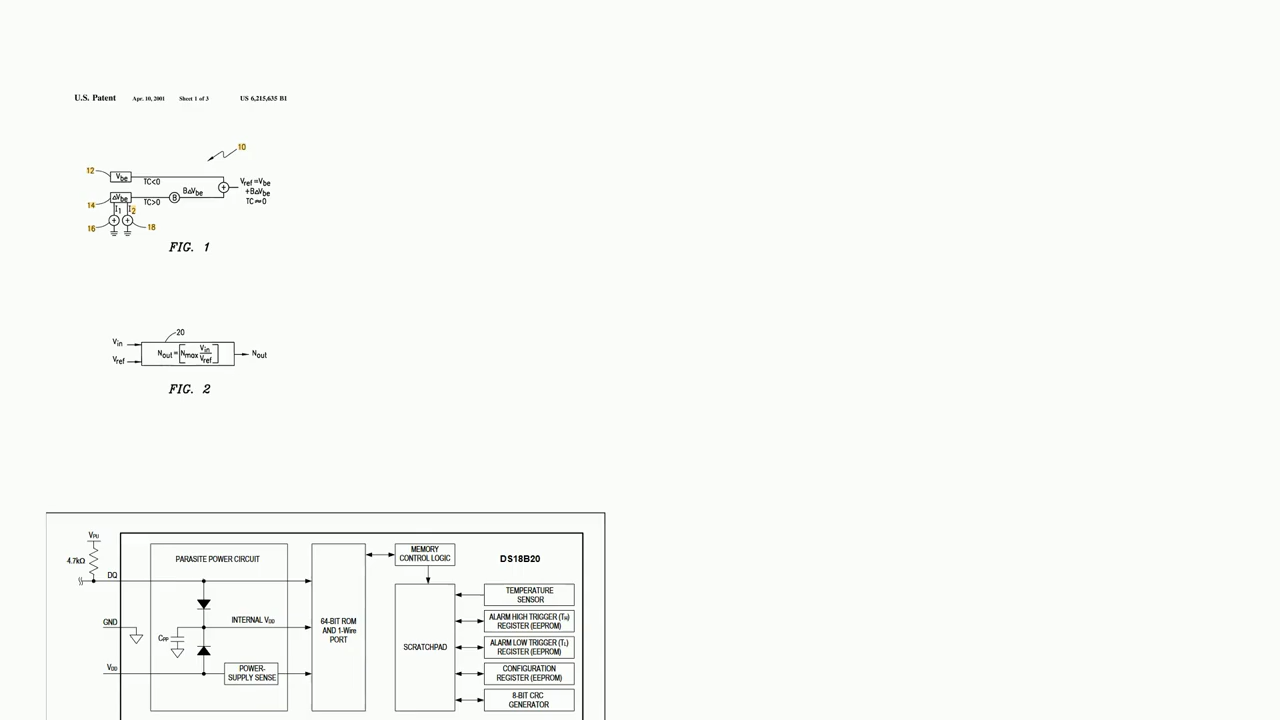 U.S. Patent Apr. 10, 2001 Sheet 1 of 3 US 6,215,635 B1
10
12
Vbe
TC<0
Vref=Vbe
+BΔVbe
TC≈0
+
14
ΔVbe
TC>0
B
BΔVbe
I1
I2
16
+
+
18
FIG. 1
20
Vin
Vref
Nout=[Nmax Vin/Vref]
Nout
FIG. 2
VPU
4.7kΩ
DQ
GND
VDD
PARASITE POWER CIRCUIT
INTERNAL VDD
CPP
POWER-
SUPPLY SENSE
64-BIT ROM
AND 1-Wire
PORT
MEMORY
CONTROL LOGIC
DS18B20
SCRATCHPAD
TEMPERATURE
SENSOR
ALARM HIGH TRIGGER (TH)
REGISTER (EEPROM)
ALARM LOW TRIGGER (TL)
REGISTER (EEPROM)
CONFIGURATION
REGISTER (EEPROM)
8-BIT CRC
GENERATOR